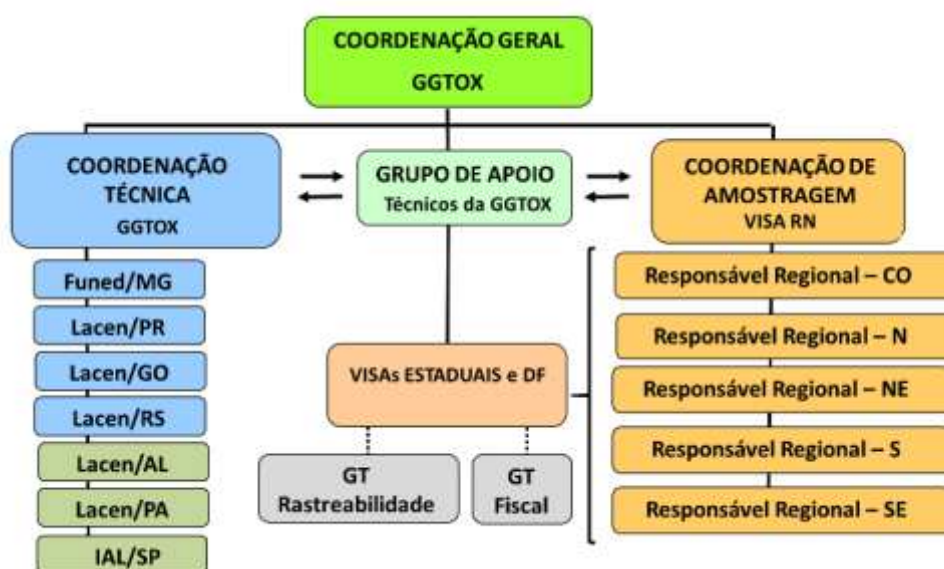 COORDENAÇÃO GERAL
GGTOX
COORDENAÇÃO
TÉCNICA
GGTOX
GRUPO DE APOIO
Técnicos da GGTOX
COORDENAÇÃO DE
AMOSTRAGEM
VISA RN
Funed/MG
Lacen/PR
Lacen/GO
Lacen/RS
Lacen/AL
Lacen/PA
IAL/SP
VISAs ESTADUAIS e DF
GT
Rastreabilidade
GT
Fiscal
Responsável Regional – CO
Responsável Regional – N
Responsável Regional – NE
Responsável Regional – S
Responsável Regional – SE